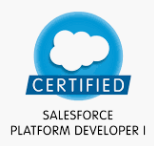 CERTIFIED
SALESFORCE
PLATFORM DEVELOPER I